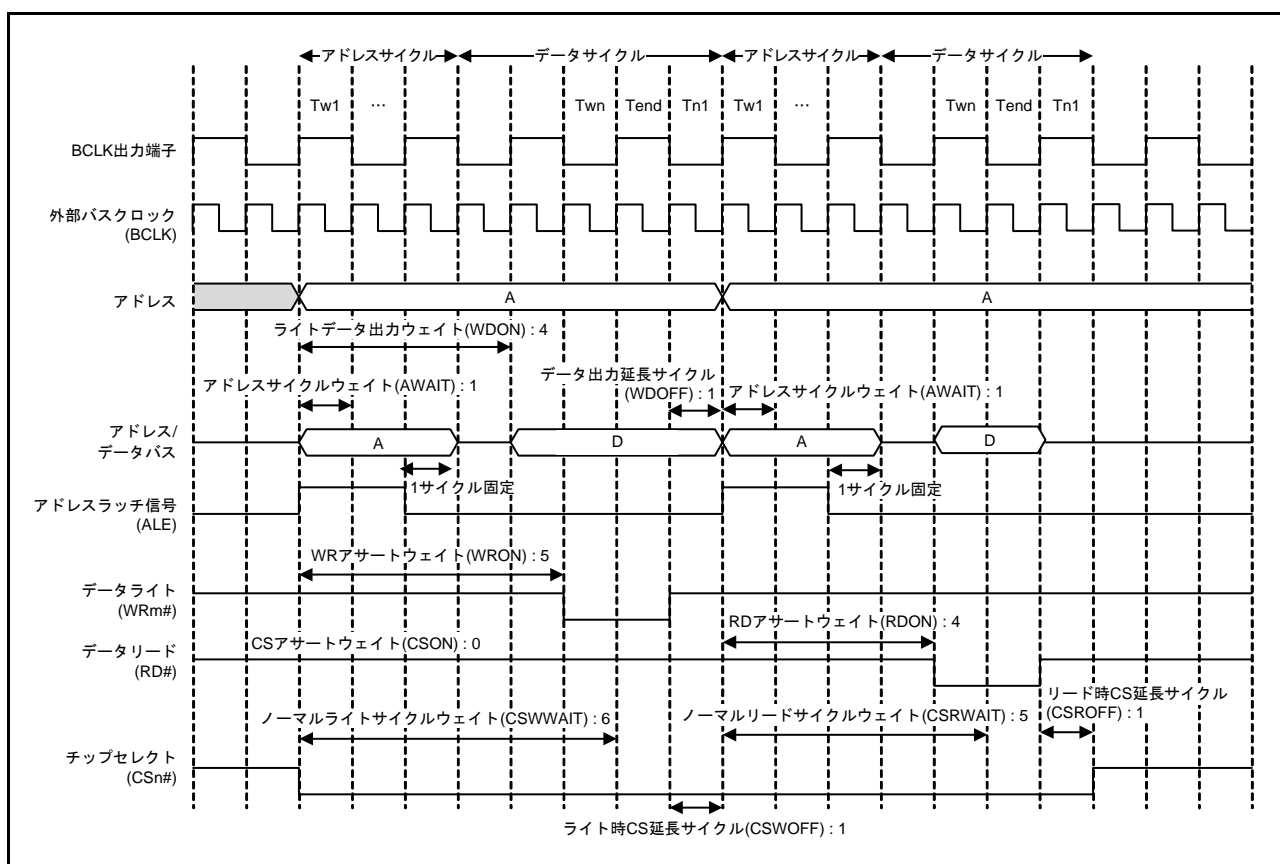 アドレスサイクル
データサイクル
アドレスサイクル
データサイクル
Tw1
…
Twn
Tend
Tn1
Tw1
…
Twn
Tend
Tn1
BCLK出力端子
外部バスクロック
(BCLK)
アドレス
A
A
ライトデータ出力ウェイト(WDON) : 4
アドレスサイクルウェイト(AWAIT) : 1
データ出力延長サイクル
(WDOFF) : 1
アドレスサイクルウェイト(AWAIT) : 1
アドレス/
データバス
A
D
A
D
1サイクル固定
1サイクル固定
アドレスラッチ信号
(ALE)
WRアサートウェイト(WRON) : 5
データライト
(WRm#)
RDアサートウェイト(RDON) : 4
データリード
(RD#)
CSアサートウェイト(CSON) : 0
リード時CS延長サイクル
(CSROFF) : 1
ノーマルライトサイクルウェイト(CSWWAIT) : 6
ノーマルリードサイクルウェイト(CSRWAIT) : 5
チップセレクト
(CSn#)
ライト時CS延長サイクル(CSWOFF) : 1